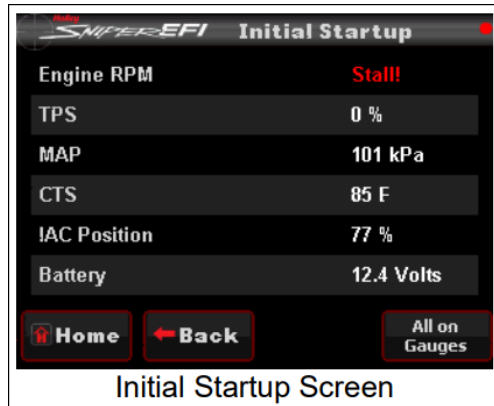 Holley
SNIPER EFI Initial Startup
Engine RPM Stall!
TPS 0 %
MAP 101 kPa
CTS 85 F
IAC Position 77 %
Battery 12.4 Volts
Home Back All on
Gauges
Initial Startup Screen